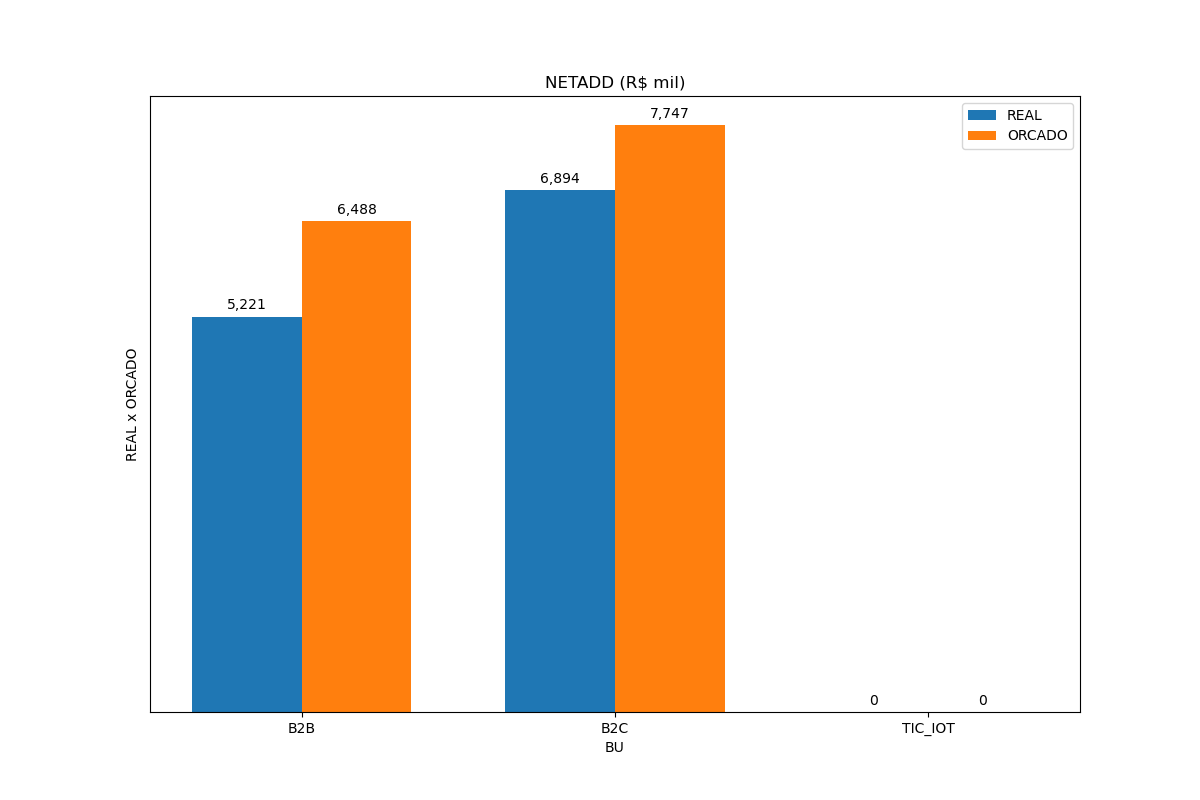 NETADD (R$ mil)
REAL
ORCADO
7,747
6,894
6,488
5,221
0
0
REAL x ORCADO
B2B
B2C
TIC_IOT
BU